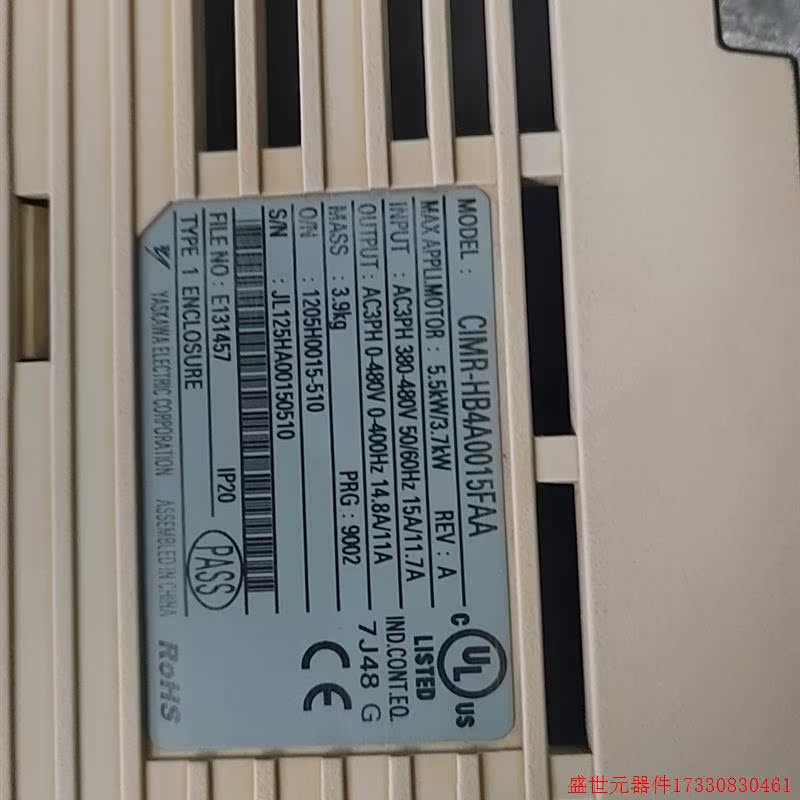 MODEL : CIMR-HB4A0015FAA
MAX APPLI.MOTOR : 5.5kW/3.7kW REV : A
INPUT : AC3PH 380-480V 50/60Hz 15A/11.7A
OUTPUT : AC3PH 0-480V 0-400Hz 14.8A/11A
MASS : 3.9kg PRG : 9002
O/N : 1205H0015-510
S/N : JL125HA00150510
FILE NO : E131457 IP20
TYPE 1 ENCLOSURE
PASS
YASKAWA ELECTRIC CORPORATION ASSEMBLED IN CHINA
C UL US
LISTED
IND.CONT.EQ.
7J48 G
CE
RoHS
盛世元器件17330830461